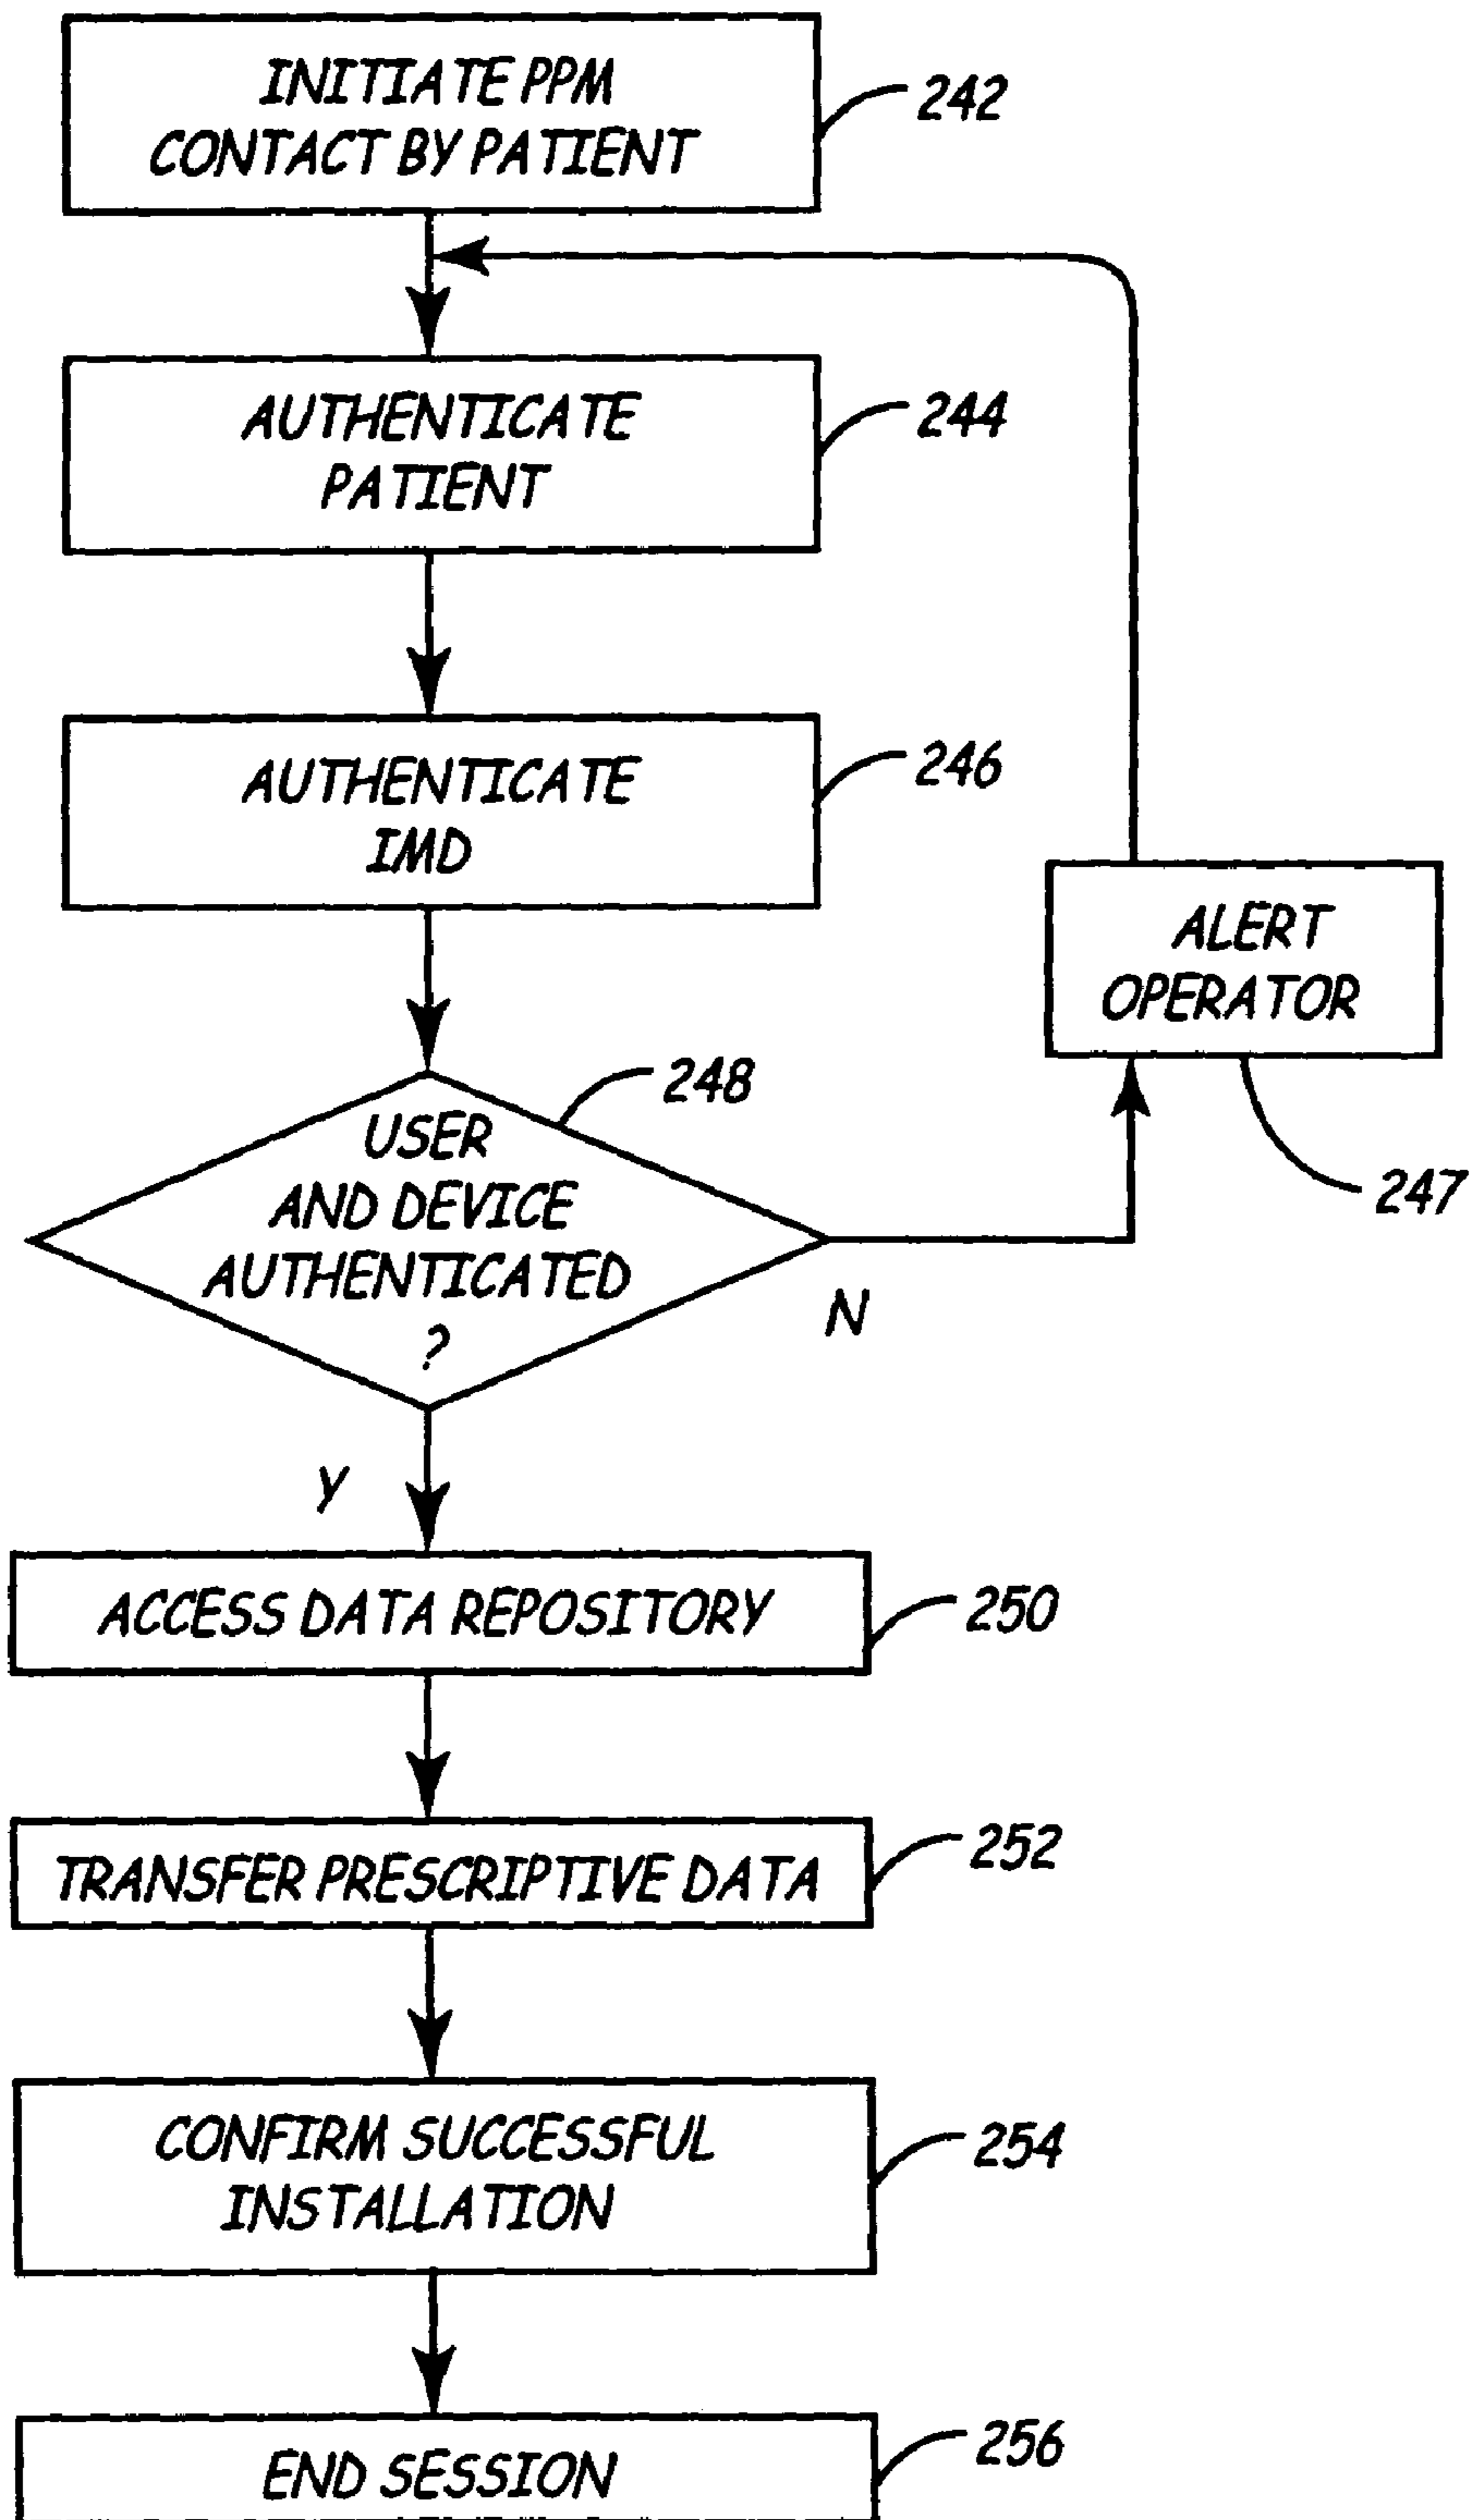 INITIATE PPM
CONTACT BY PATIENT
242
AUTHENTICATE
PATIENT
244
AUTHENTICATE
IMD
246
ALERT
OPERATOR
247
248
USER
AND DEVICE
AUTHENTICATED
?
N
Y
ACCESS DATA REPOSITORY
250
TRANSFER PRESCRIPTIVE DATA
252
CONFIRM SUCCESSFUL
INSTALLATION
254
END SESSION
256